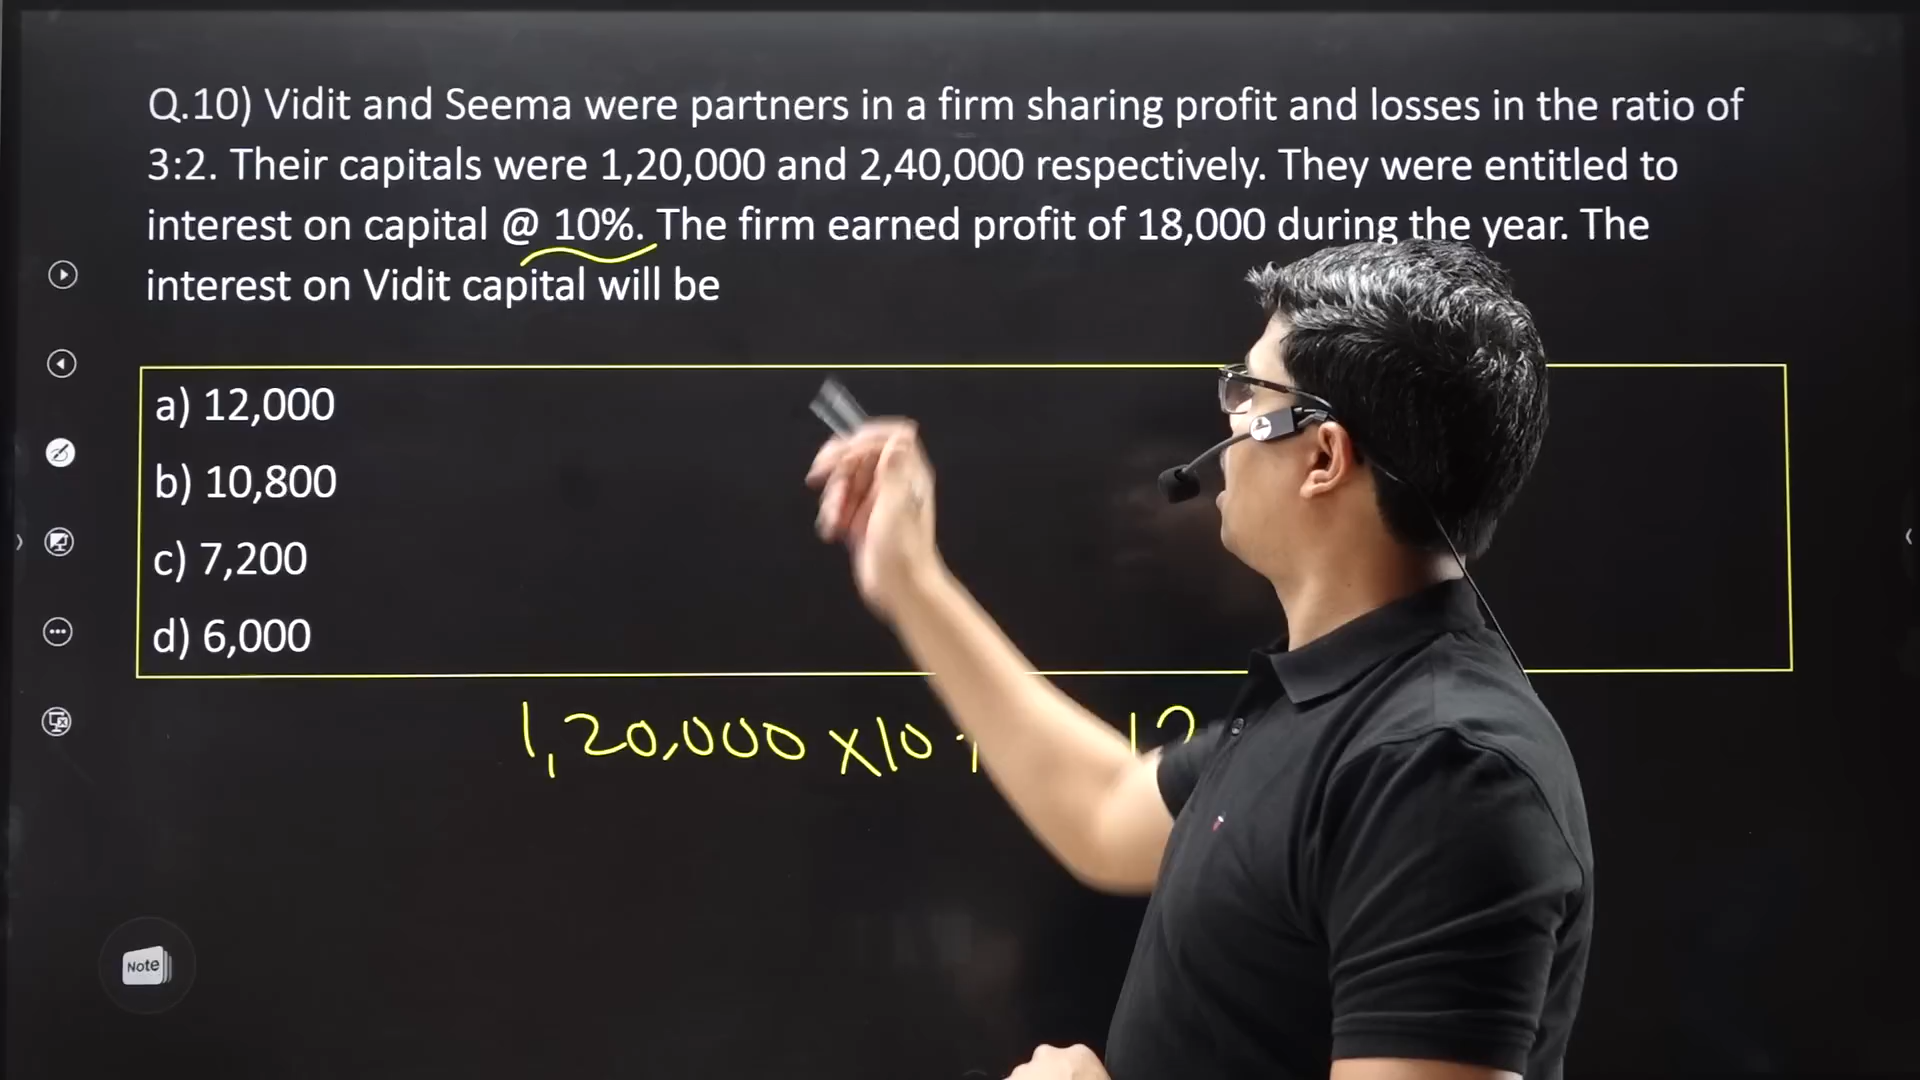 Q.10) Vidit and Seema were partners in a firm sharing profit and losses in the ratio of
3:2. Their capitals were 1,20,000 and 2,40,000 respectively. They were entitled to
interest on capital @ 10%. The firm earned profit of 18,000 during the year. The
interest on Vidit capital will be
a) 12,000
b) 10,800
c) 7,200
d) 6,000
1,20,000 x10 12
Note